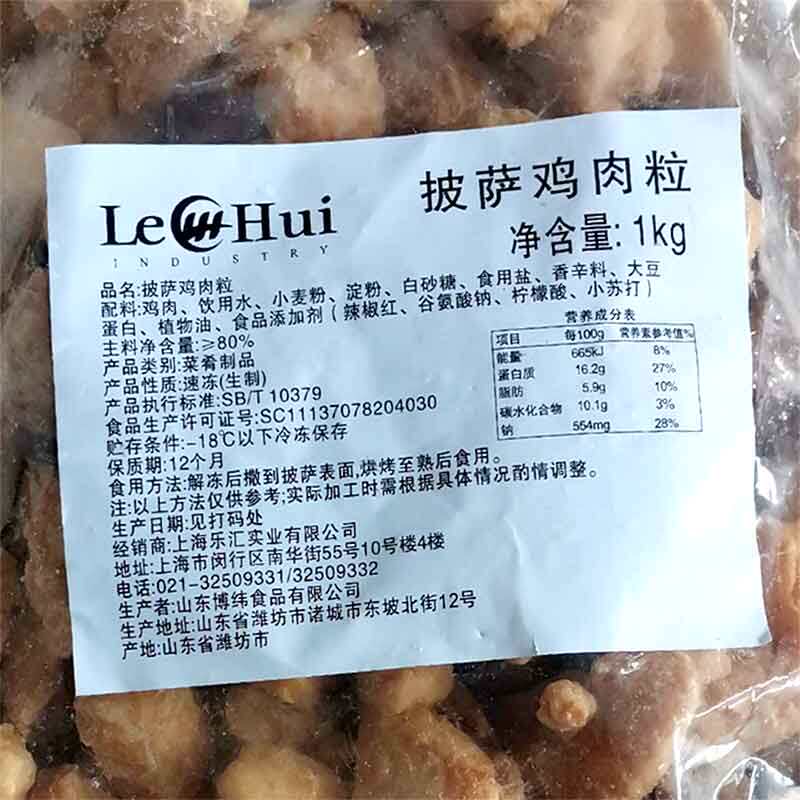 披萨鸡肉粒
净含量: 1kg
Le Hui
INDUSTRY
品名:披萨鸡肉粒
配料:鸡肉、饮用水、小麦粉、淀粉、白砂糖、食用盐、香辛料、大豆
蛋白、植物油、食品添加剂（辣椒红、谷氨酸钠、柠檬酸、小苏打）
主料净含量:≥80%
产品类别:菜肴制品
产品性质:速冻(生制)
产品执行标准:SB/T 10379
食品生产许可证号:SC11137078204030
贮存条件:-18℃以下冷冻保存
保质期:12个月
营养成分表
项目 每100g 营养素参考值%
能量 665kJ 8%
蛋白质 16.2g 27%
脂肪 5.9g 10%
碳水化合物 10.1g 3%
钠 554mg 28%
食用方法:解冻后撒到披萨表面,烘烤至熟后食用。
注:以上方法仅供参考;实际加工时需根据具体情况酌情调整。
生产日期:见打码处
经销商:上海乐汇实业有限公司
地址:上海市闵行区南华街55号10号楼4楼
电话:021-32509331/32509332
生产者:山东博纬食品有限公司
生产地址:山东省潍坊市诸城市东坡北街12号
产地:山东省潍坊市